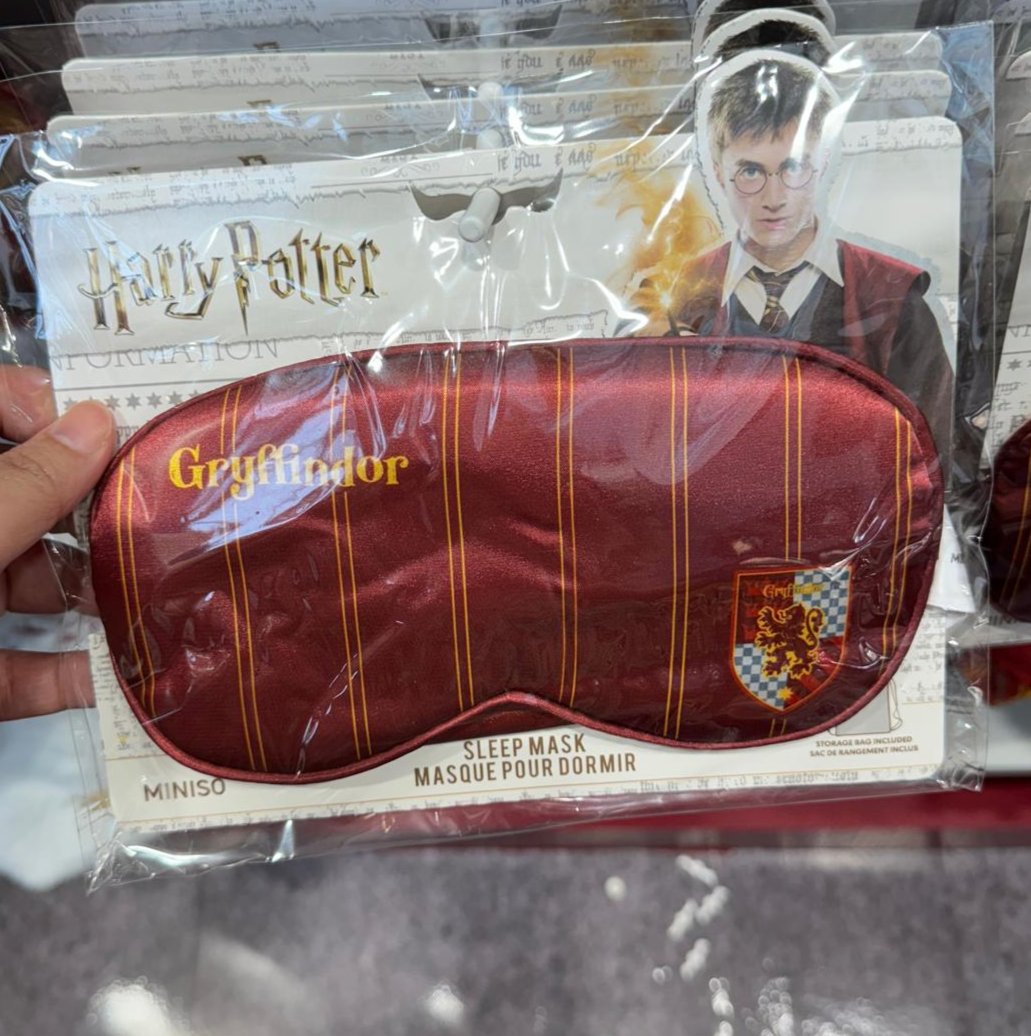 Harry Potter
Gryffindor
Gryffindor
SLEEP MASK
MASQUE POUR DORMIR
MINISO
STORAGE BAG INCLUDED
SAC DE RANGEMENT INCLUS